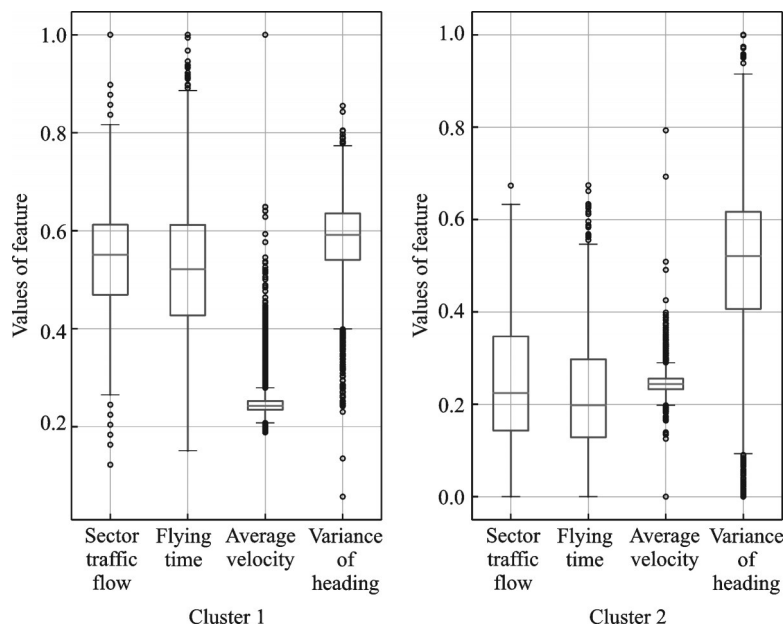 Values of feature
1.0
0.8
0.6
0.4
0.2
Sector traffic flow
Flying time
Average velocity
Variance of heading
Cluster 1
Values of feature
1.0
0.8
0.6
0.4
0.2
0.0
Sector traffic flow
Flying time
Average velocity
Variance of heading
Cluster 2